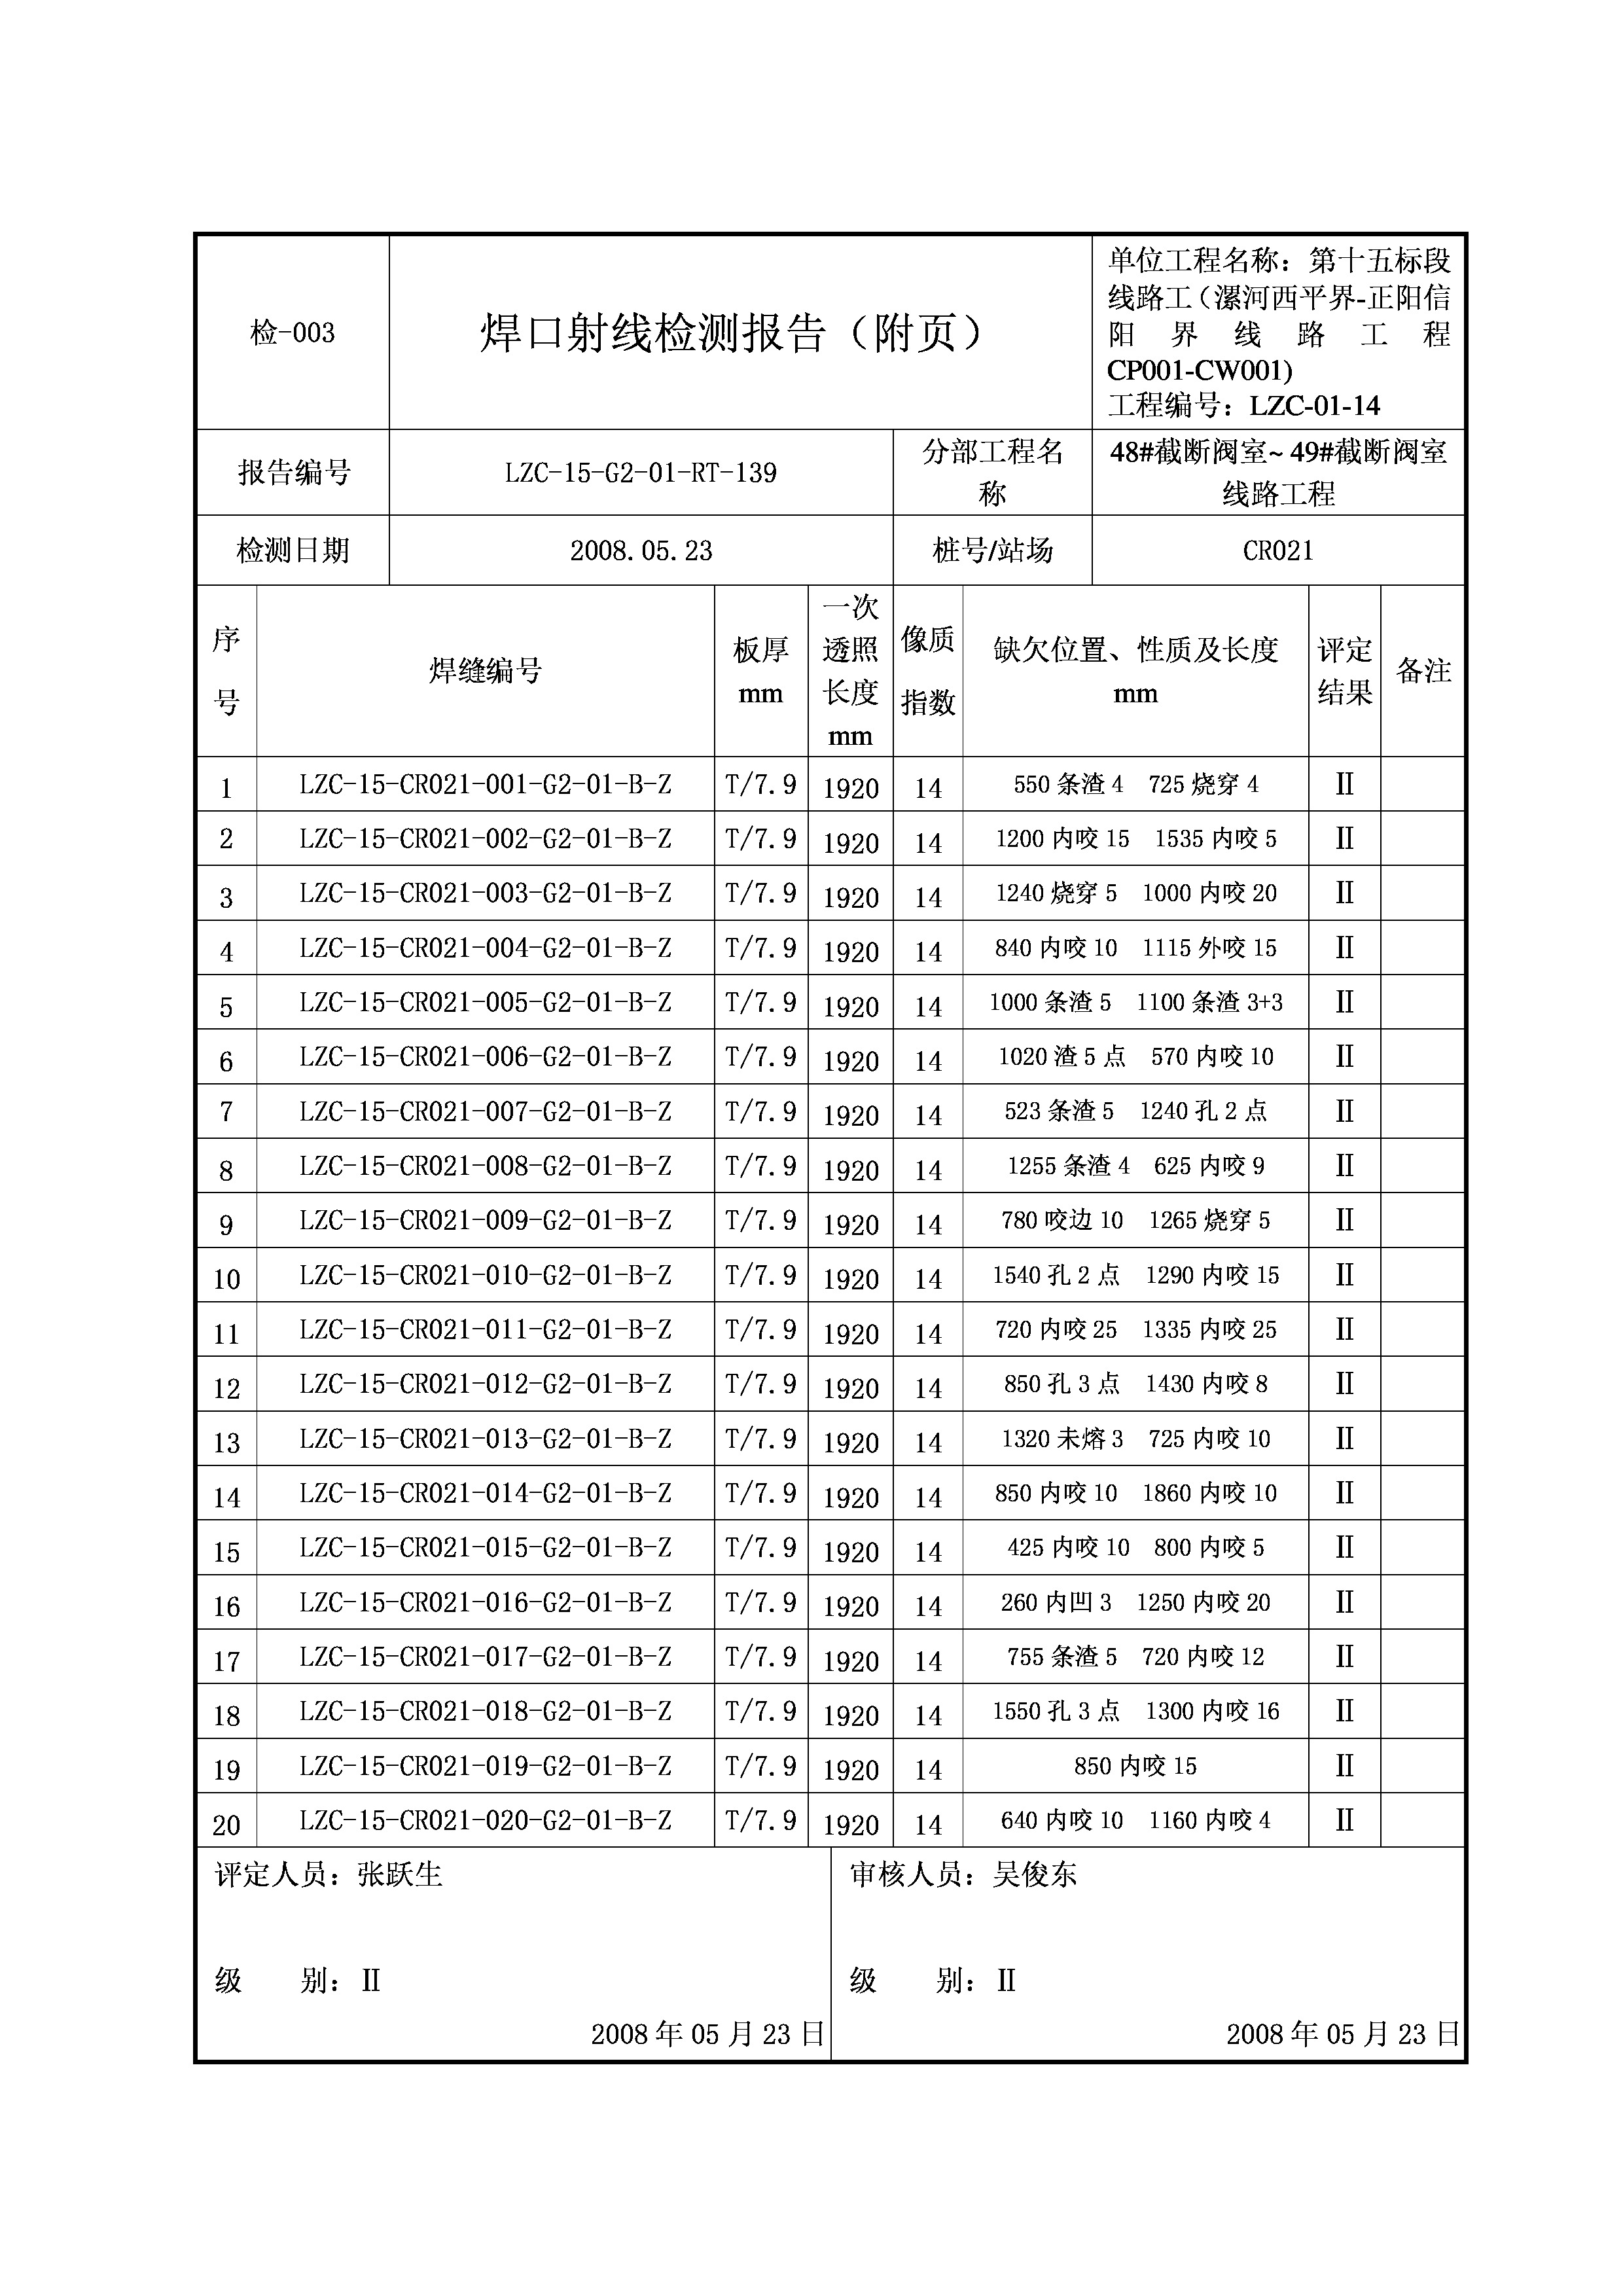 检-003
焊口射线检测报告（附页）
单位工程名称：第十五标段
线路工（漯河西平界-正阳信
阳界线路工程
CP001-CW001)
工程编号：LZC-01-14
报告编号
LZC-15-G2-01-RT-139
分部工程名
称
48#截断阀室~49#截断阀室
线路工程
检测日期
2008.05.23
桩号/站场
CR021
序
号
焊缝编号
板厚
mm
一次
透照
长度
mm
像质
指数
缺欠位置、性质及长度
mm
评定
结果
备注
1 LZC-15-CR021-001-G2-01-B-Z T/7.9 1920 14 550 条渣 4 725 烧穿 4 Ⅱ
2 LZC-15-CR021-002-G2-01-B-Z T/7.9 1920 14 1200 内咬 15 1535 内咬 5 Ⅱ
3 LZC-15-CR021-003-G2-01-B-Z T/7.9 1920 14 1240 烧穿 5 1000 内咬 20 Ⅱ
4 LZC-15-CR021-004-G2-01-B-Z T/7.9 1920 14 840 内咬 10 1115 外咬 15 Ⅱ
5 LZC-15-CR021-005-G2-01-B-Z T/7.9 1920 14 1000 条渣 5 1100 条渣 3+3 Ⅱ
6 LZC-15-CR021-006-G2-01-B-Z T/7.9 1920 14 1020 渣 5 点 570 内咬 10 Ⅱ
7 LZC-15-CR021-007-G2-01-B-Z T/7.9 1920 14 523 条渣 5 1240 孔 2 点 Ⅱ
8 LZC-15-CR021-008-G2-01-B-Z T/7.9 1920 14 1255 条渣 4 625 内咬 9 Ⅱ
9 LZC-15-CR021-009-G2-01-B-Z T/7.9 1920 14 780 咬边 10 1265 烧穿 5 Ⅱ
10 LZC-15-CR021-010-G2-01-B-Z T/7.9 1920 14 1540 孔 2 点 1290 内咬 15 Ⅱ
11 LZC-15-CR021-011-G2-01-B-Z T/7.9 1920 14 720 内咬 25 1335 内咬 25 Ⅱ
12 LZC-15-CR021-012-G2-01-B-Z T/7.9 1920 14 850 孔 3 点 1430 内咬 8 Ⅱ
13 LZC-15-CR021-013-G2-01-B-Z T/7.9 1920 14 1320 未熔 3 725 内咬 10 Ⅱ
14 LZC-15-CR021-014-G2-01-B-Z T/7.9 1920 14 850 内咬 10 1860 内咬 10 Ⅱ
15 LZC-15-CR021-015-G2-01-B-Z T/7.9 1920 14 425 内咬 10 800 内咬 5 Ⅱ
16 LZC-15-CR021-016-G2-01-B-Z T/7.9 1920 14 260 内凹 3 1250 内咬 20 Ⅱ
17 LZC-15-CR021-017-G2-01-B-Z T/7.9 1920 14 755 条渣 5 720 内咬 12 Ⅱ
18 LZC-15-CR021-018-G2-01-B-Z T/7.9 1920 14 1550 孔 3 点 1300 内咬 16 Ⅱ
19 LZC-15-CR021-019-G2-01-B-Z T/7.9 1920 14 850 内咬 15 Ⅱ
20 LZC-15-CR021-020-G2-01-B-Z T/7.9 1920 14 640 内咬 10 1160 内咬 4 Ⅱ
评定人员：张跃生
级 别：Ⅱ
2008 年 05 月 23 日
审核人员：吴俊东
级 别：Ⅱ
2008 年 05 月 23 日